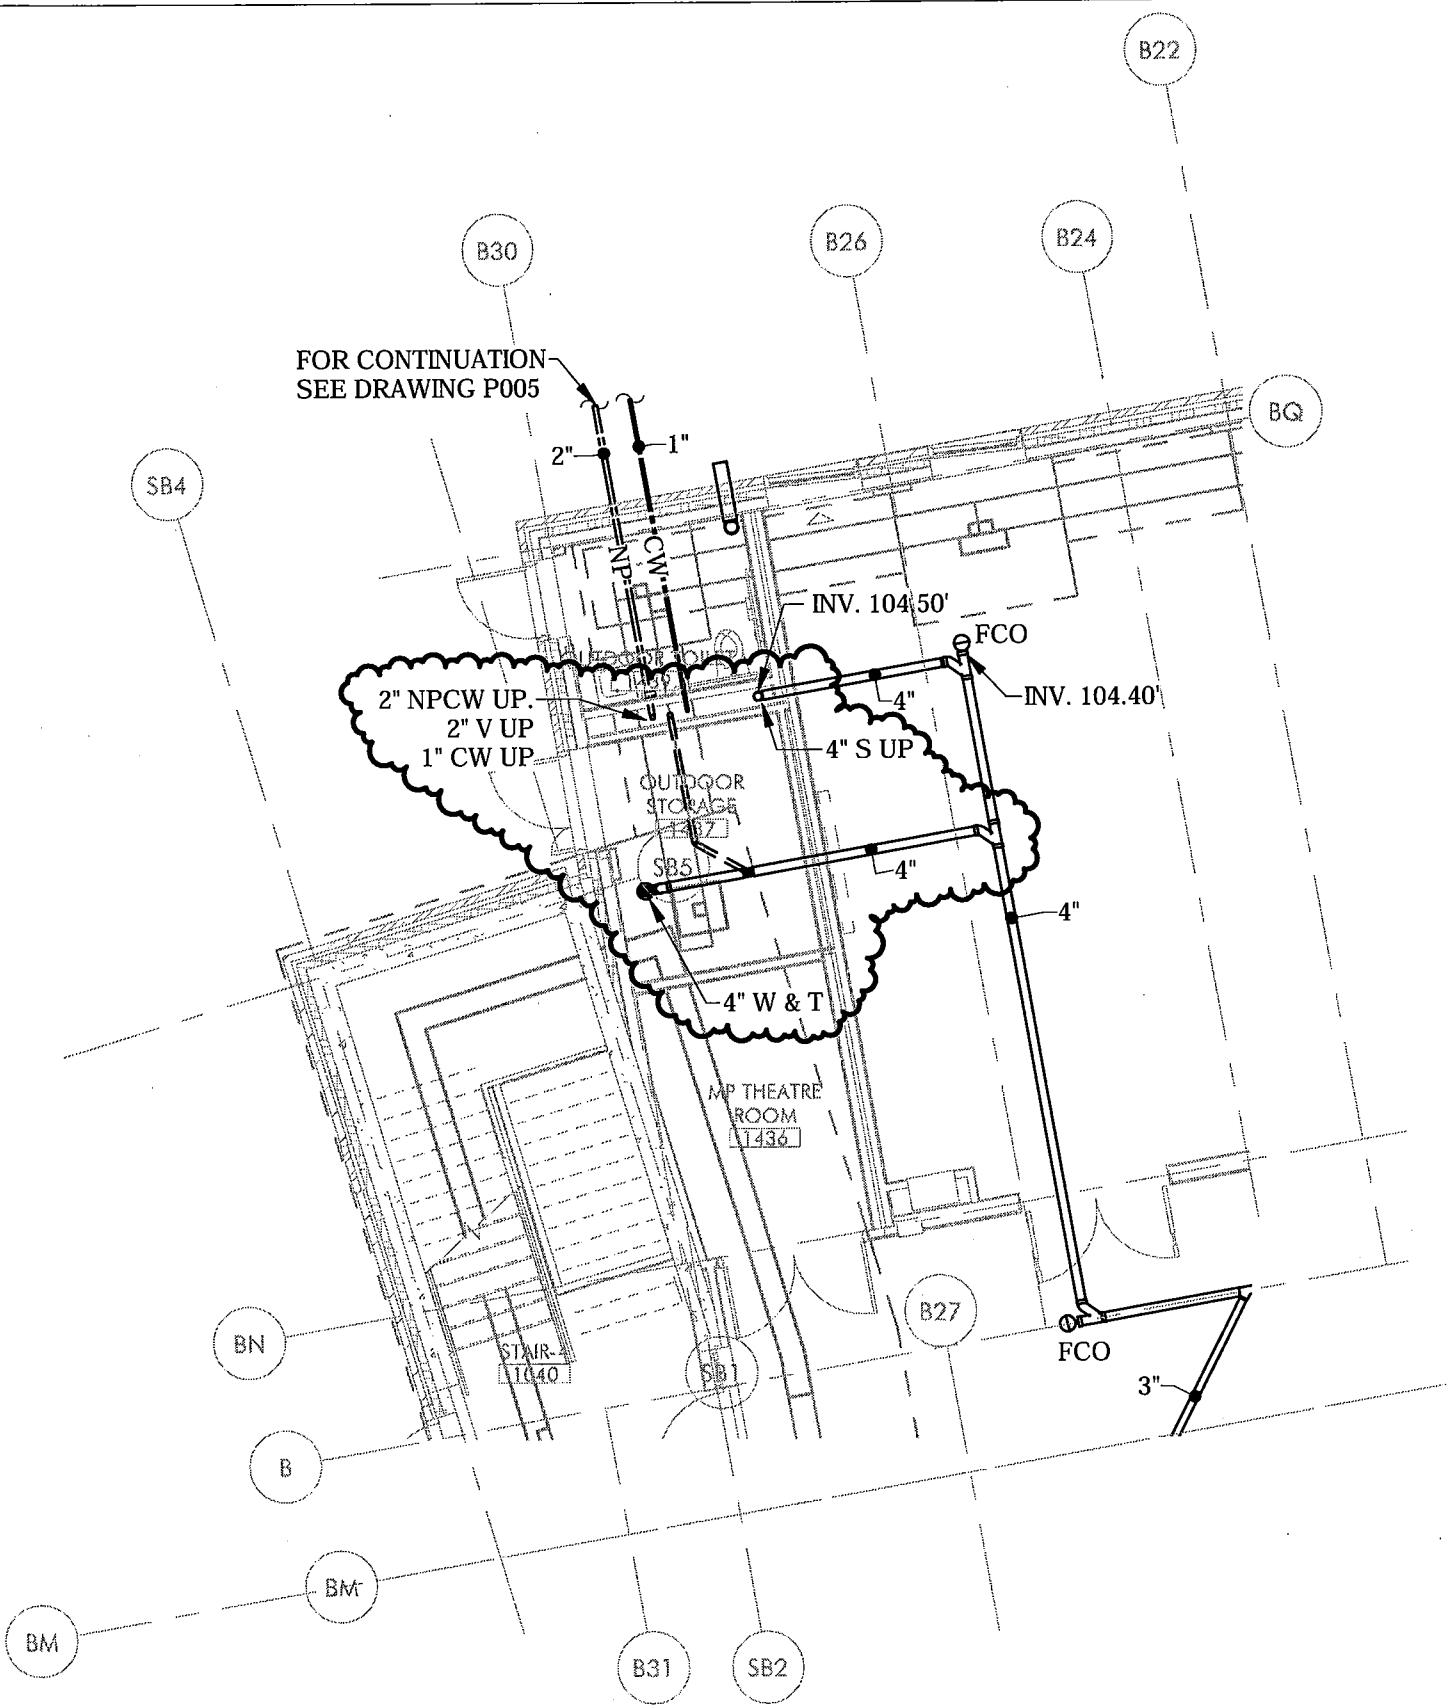 B22
B30
B26
B24
FOR CONTINUATION
SEE DRAWING P005
BQ
2"
1"
SB4
NP
CW
INV. 104.50'
FCO
OUTDOOR
2" NPCW UP.
2" V UP
1" CW UP
4"
INV. 104.40'
4" S UP
OUTDOOR
STORAGE
1437
SB5
4"
4"
4" W & T
MP THEATRE
ROOM
1436
BN
B27
STAIR-4
1040
SB1
FCO
3"
B
BM
BM
B31
SB2